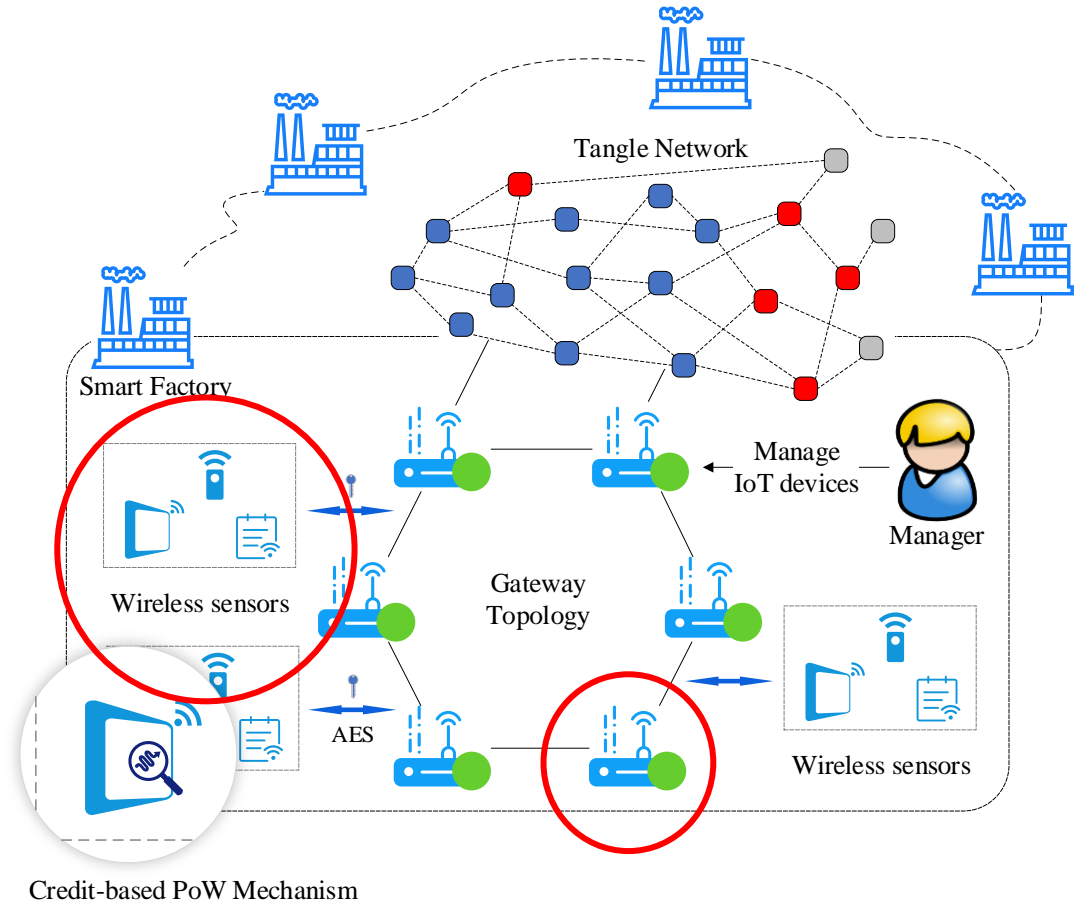 Tangle Network
Smart Factory
Manage
IoT devices
Manager
Wireless sensors
Gateway
Topology
AES
Wireless sensors
Credit-based PoW Mechanism